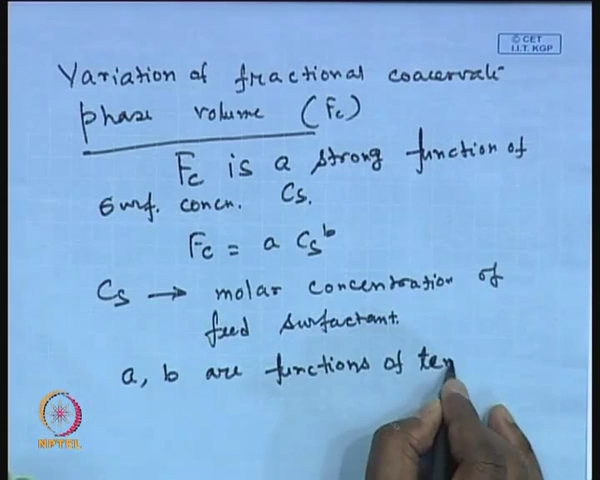 © CET
I.I.T. KGP
Variation of fractional coacervate
phase volume (Fc)
Fc is a strong function of
surf. concn. Cs.
Fc = a Cs^b
Cs → molar concentration of
feed surfactant.
a, b are functions of tem
NPTEL